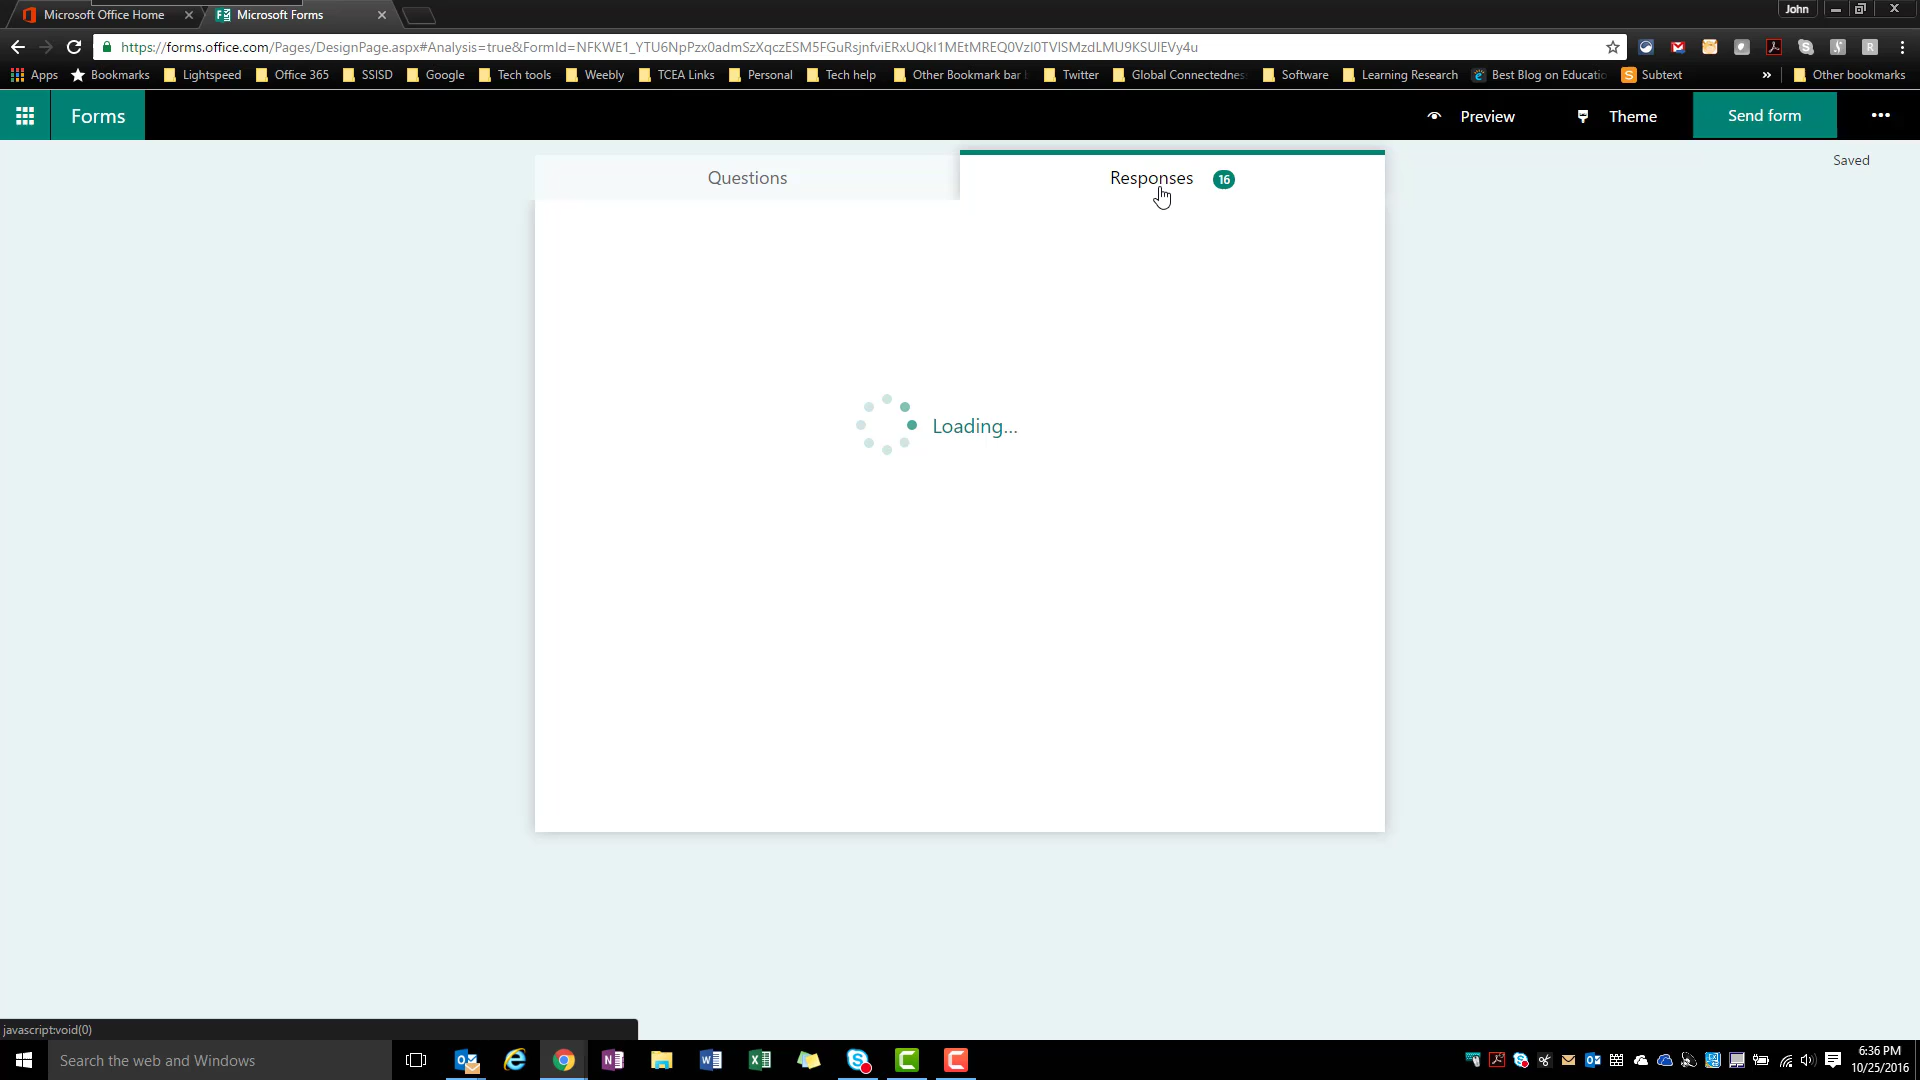 Microsoft Office Home
Microsoft Forms
John
https://forms.office.com/Pages/DesignPage.aspx#Analysis=true&FormId=NFKWE1_YTU6NpPzx0admSzXqczESM5FGuRsjnfviERxUQkI1MEtMREQ0VzI0TVlSMzdLMU9KSUlEVy4u
Apps Bookmarks Lightspeed Office 365 SSISD Google Tech tools Weebly TCEA Links Personal Tech help Other Bookmark bar Twitter Global Connectednes Software Learning Research Best Blog on Educatio Subtext » Other bookmarks
Forms
Preview
Theme
Send form
Saved
Questions
Responses 16
Loading...
javascript:void(0)
Search the web and Windows
6:36 PM
10/25/2016